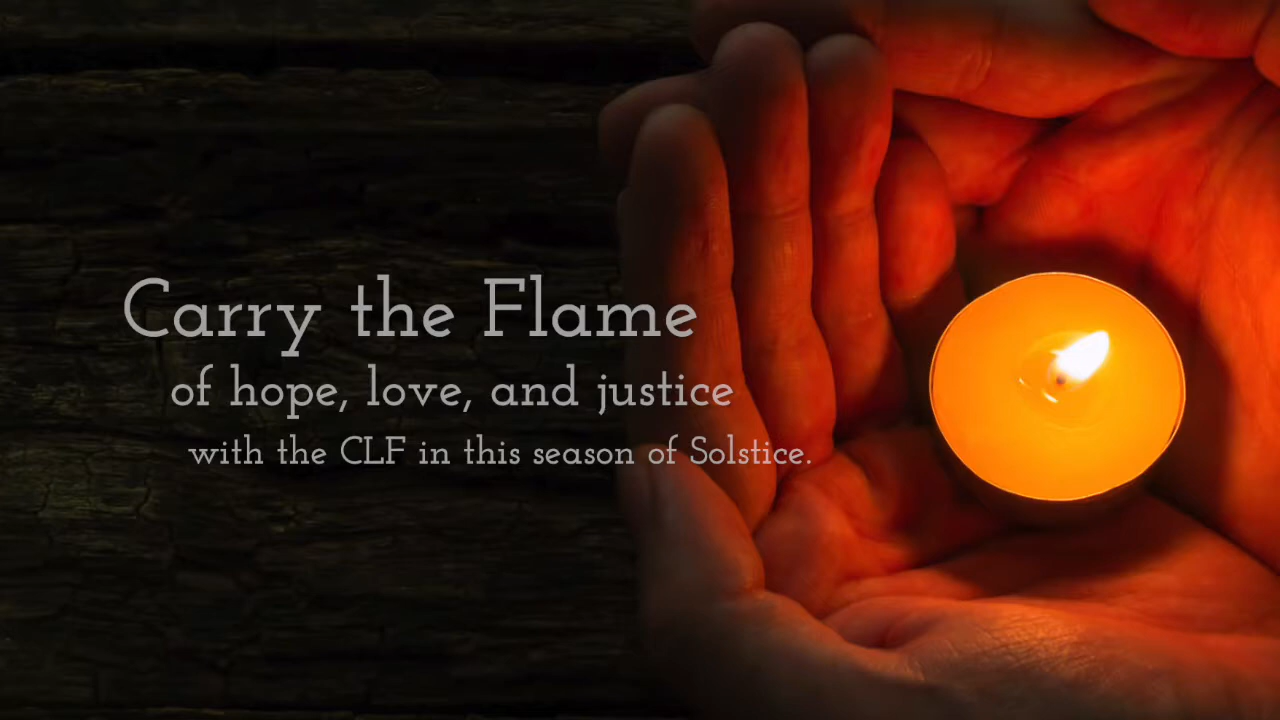 Carry the Flame
of hope, love, and justice
with the CLF in this season of Solstice.